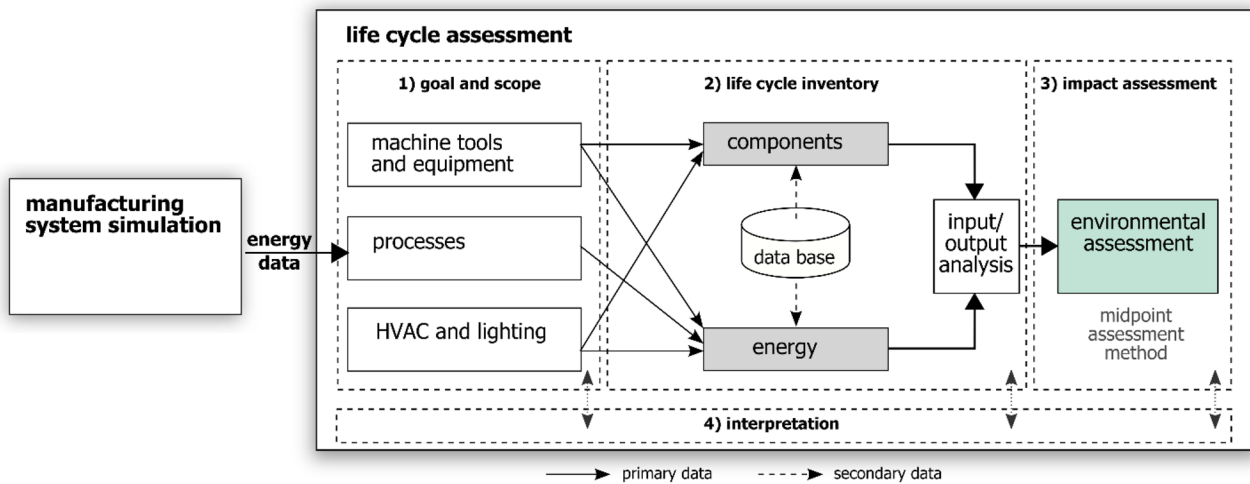 life cycle assessment
1) goal and scope
2) life cycle inventory
3) impact assessment
machine tools
and equipment
components
manufacturing
system simulation
energy
data
processes
data base
input/
output
analysis
environmental
assessment
HVAC and lighting
energy
midpoint
assessment
method
4) interpretation
primary data
secondary data